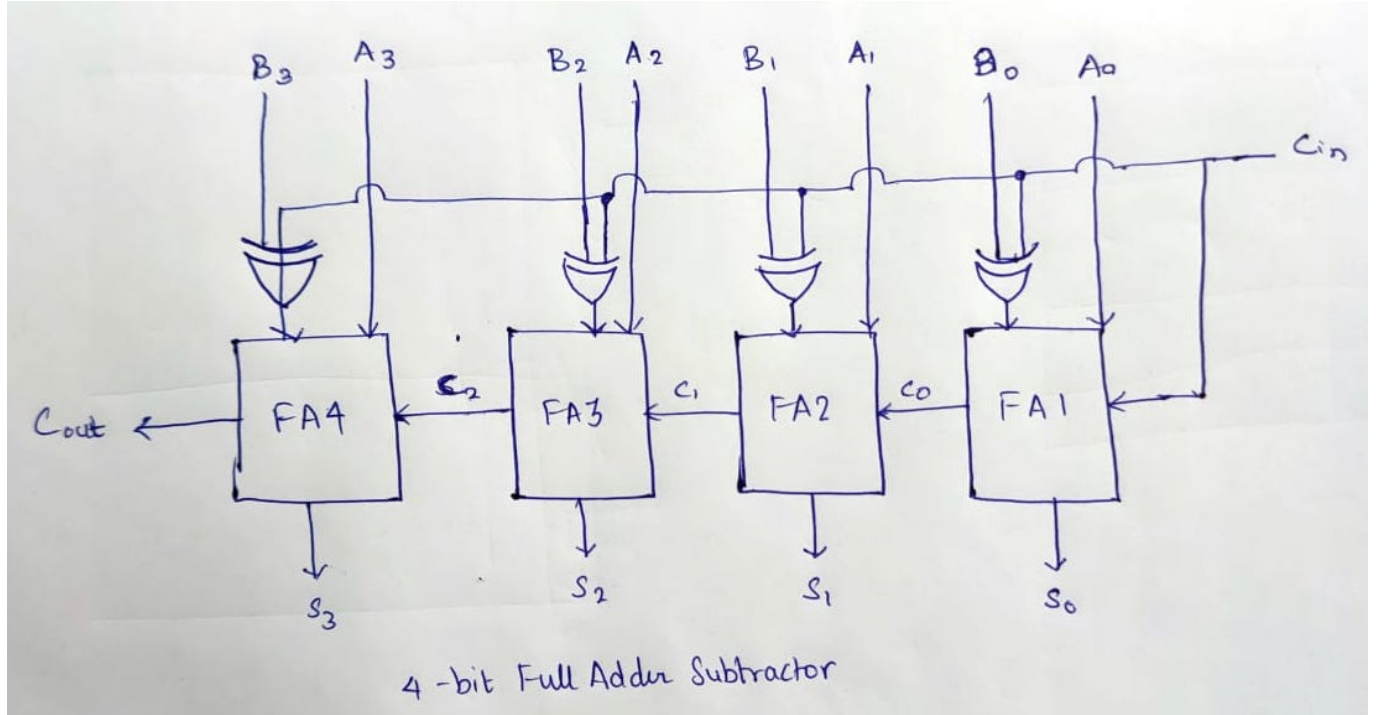 B3 A3 B2 A2 B1 A1 B0 A0
Cin
Cout FA4 C2 FA3 C1 FA2 C0 FA1
S3 S2 S1 S0
4-bit Full Adder Subtractor